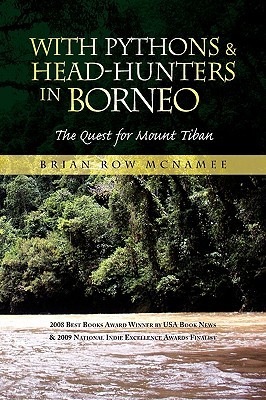 WITH PYTHONS &
HEAD-HUNTERS
IN BORNEO
The Quest for Mount Tiban
BRIAN ROW MCNAMEE
2008 BEST BOOKS AWARD WINNER BY USA BOOK NEWS
& 2009 NATIONAL INDIE EXCELLENCE AWARDS FINALIST